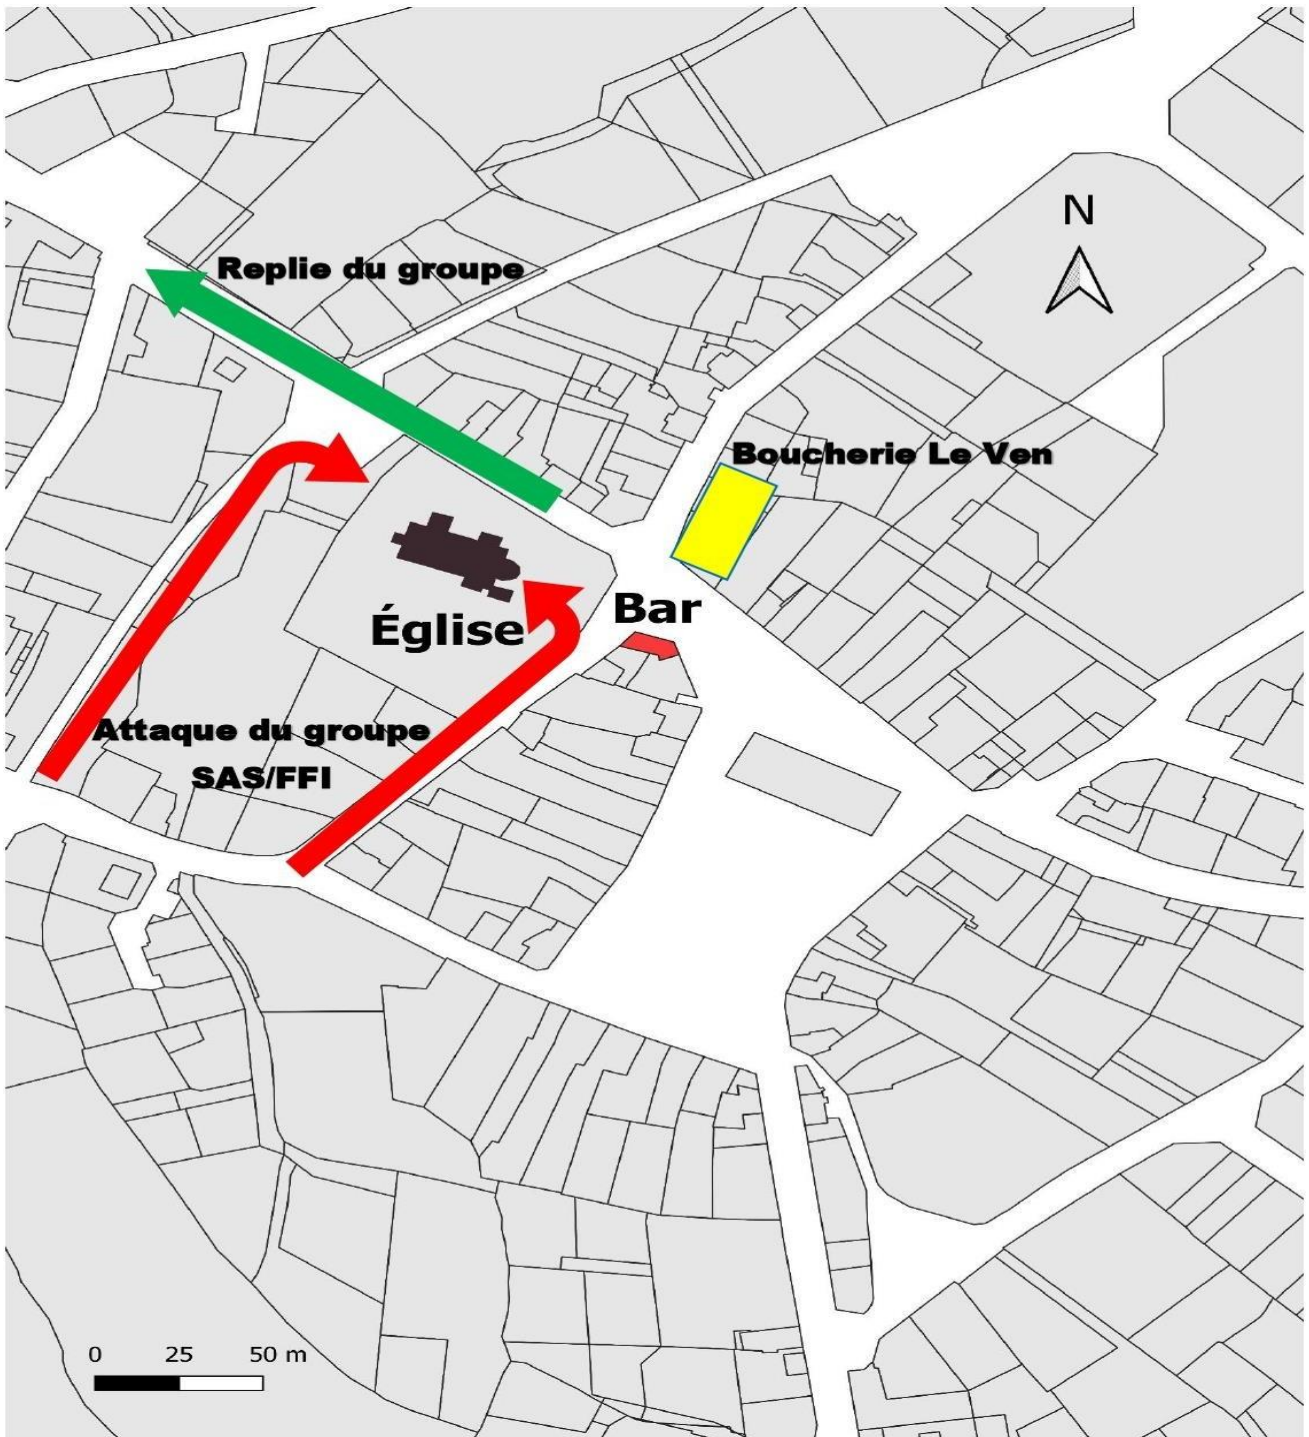 N
Replie du groupe
Boucherie Le Ven
Bar
Église
Attaque du groupe
SAS/FFI
0 25 50 m